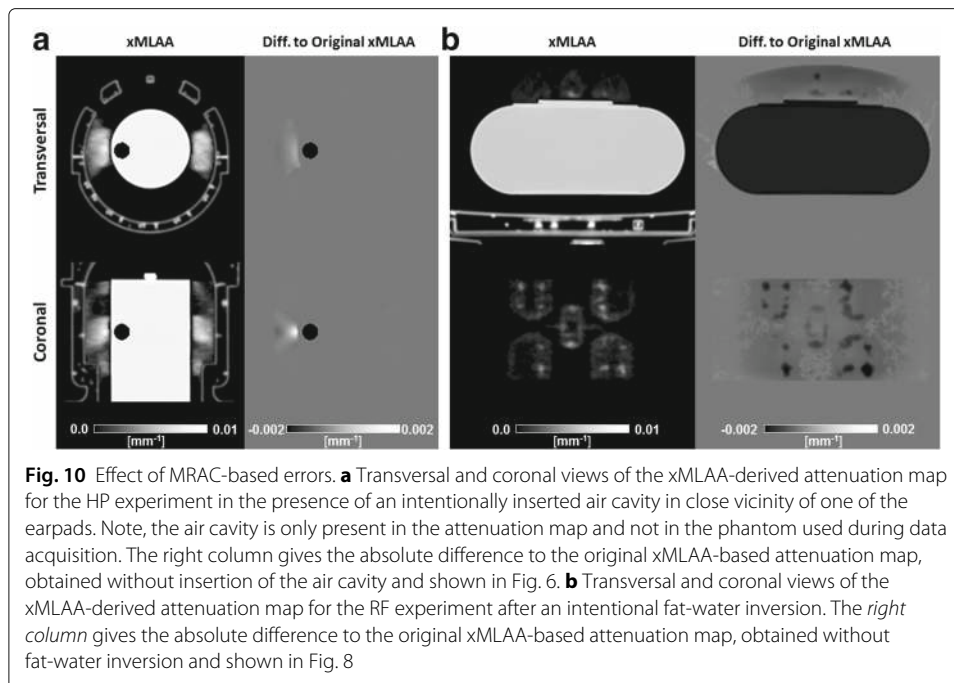 a
xMLAA
Diff. to Original xMLAA
b
xMLAA
Diff. to Original xMLAA
Transversal
Coronal
0.0 0.01
[mm⁻¹]
-0.002 0.002
[mm⁻¹]
0.0 0.01
[mm⁻¹]
-0.002 0.002
[mm⁻¹]
Fig. 10 Effect of MRAC-based errors. a Transversal and coronal views of the xMLAA-derived attenuation map
for the HP experiment in the presence of an intentionally inserted air cavity in close vicinity of one of the
earpads. Note, the air cavity is only present in the attenuation map and not in the phantom used during data
acquisition. The right column gives the absolute difference to the original xMLAA-based attenuation map,
obtained without insertion of the air cavity and shown in Fig. 6. b Transversal and coronal views of the
xMLAA-derived attenuation map for the RF experiment after an intentional fat-water inversion. The right
column gives the absolute difference to the original xMLAA-based attenuation map, obtained without
fat-water inversion and shown in Fig. 8